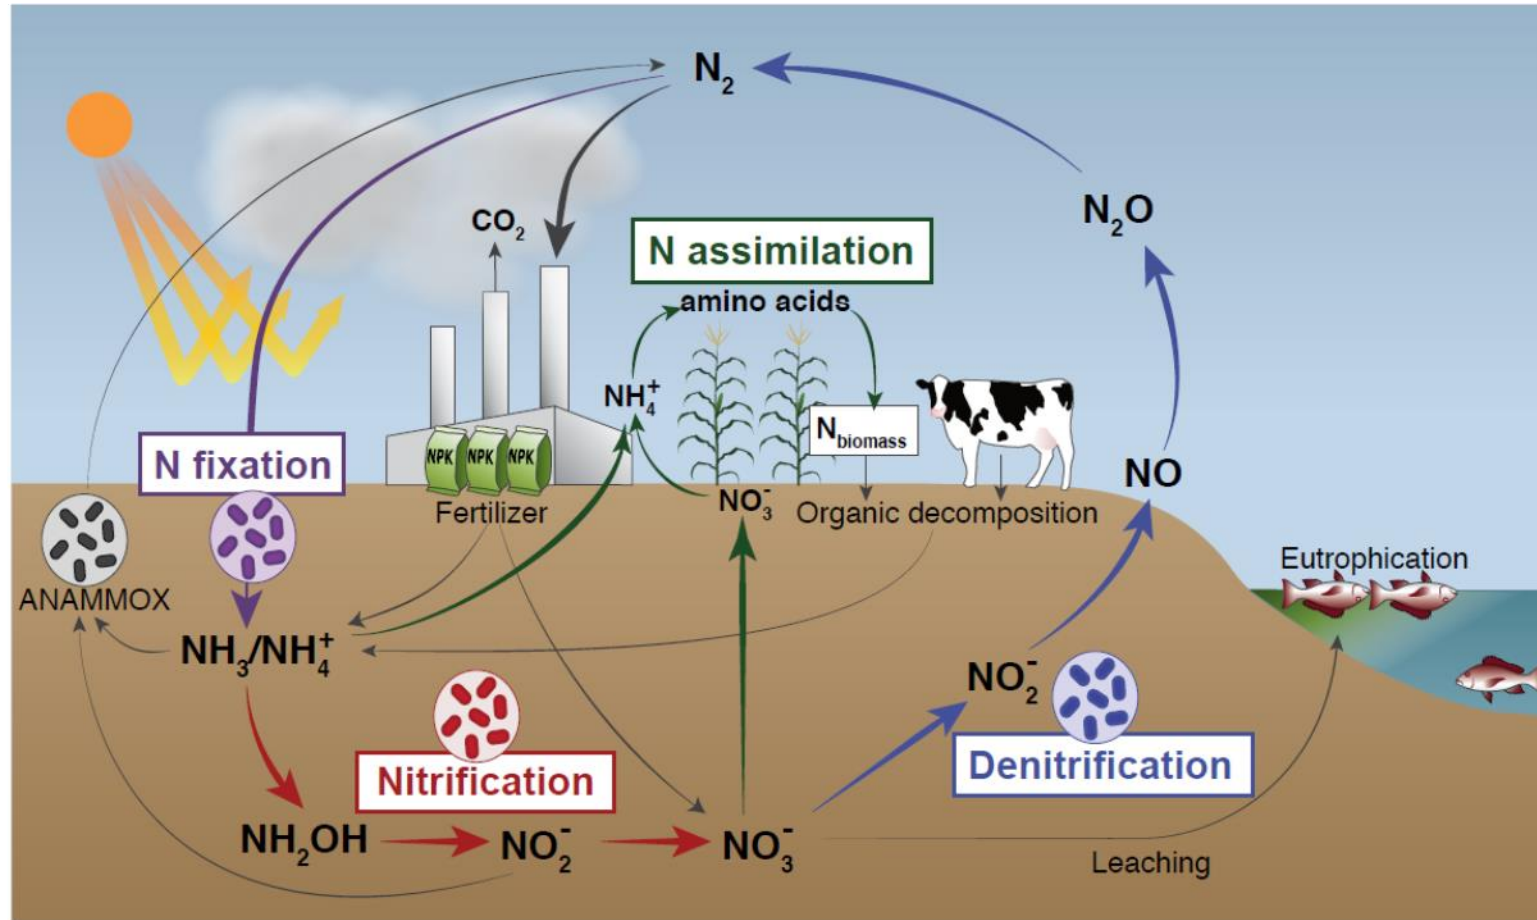 N₂
CO₂
N₂O
N assimilation
amino acids
NH₄⁺
N biomass
N fixation
NPK NPK NPK
NO
NO₃⁻
Fertilizer
Organic decomposition
Eutrophication
ANAMMOX
NH₃/NH₄⁺
NO₂⁻
Nitrification
Denitrification
NH₂OH
NO₂⁻
NO₃⁻
Leaching